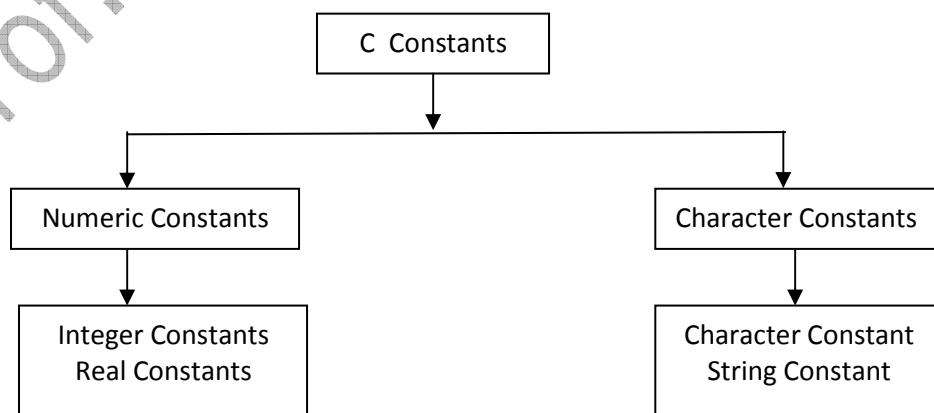 C Constants
Numeric Constants
Character Constants
Integer Constants
Real Constants
Character Constant
String Constant